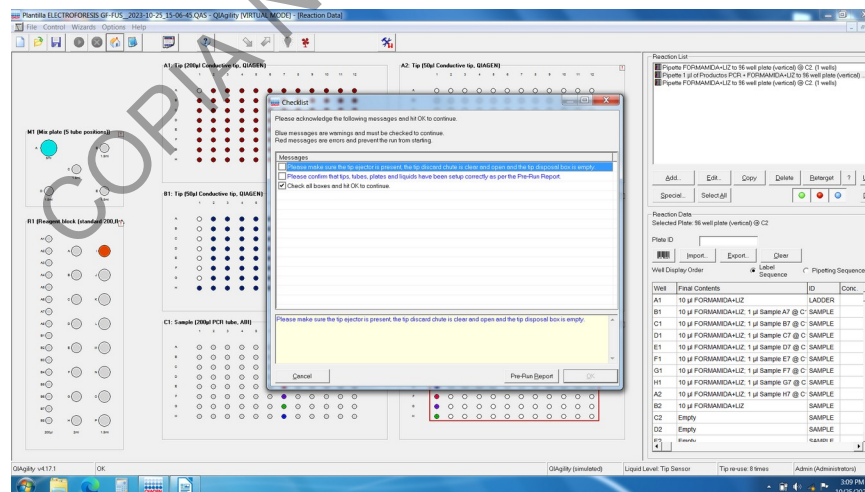 Plantilla ELECTROFORESIS GF-FUS _2023-10-25_15-06-45.QAS - QIAgility [VIRTUAL MODE] - [Reaction Data]
File Control Wizards Options Help
COPIA
A1: Tip (200µl Conductive tip, QIAGEN)
A2: Tip (50µl Conductive tip, QIAGEN)
M1 (Mix plate (5 tube positions))
B1: Tip (50µl Conductive tip, QIAGEN)
R1 (Reagent block (standard 200,
C1: Sample (200µl PCR tube, ABI)
Checklist
Please acknowledge the following messages and hit OK to continue.
Blue messages are warnings and must be checked to continue.
Red messages are errors and prevent the run from starting.
Messages
Please make sure the tip ejector is present, the tip discard chute is clear and open and the tip disposal box is empty.
Please confirm that tips, tubes, plates and liquids have been setup correctly as per the Pre-Run Report.
Check all boxes and hit OK to continue.
Please make sure the tip ejector is present, the tip discard chute is clear and open and the tip disposal box is empty.
Cancel
Pre-Run Report
OK
Reaction List
Pipette FORMAMIDA+LIZ to 96 well plate (vertical) @ C2. (1 wells)
Pipette 1 µl of Productos PCR + FORMAMIDA+LIZ to 96 well plate (vertical) ...
Pipette FORMAMIDA+LIZ to 96 well plate (vertical) @ C2. (1 wells)
Add... Edit... Copy Delete Retarget ?
Special... Select All
Reaction Data
Selected Plate: 96 well plate (vertical) @ C2
Plate ID
Import... Export... Clear
Well Display Order Label Sequence Pipetting Sequence
Well Final Contents ID Conc.
A1 10 µl FORMAMIDA+LIZ LADDER
B1 10 µl FORMAMIDA+LIZ, 1 µl Sample A7 @ C SAMPLE
C1 10 µl FORMAMIDA+LIZ, 1 µl Sample B7 @ C SAMPLE
D1 10 µl FORMAMIDA+LIZ, 1 µl Sample C7 @ C SAMPLE
E1 10 µl FORMAMIDA+LIZ, 1 µl Sample D7 @ C SAMPLE
F1 10 µl FORMAMIDA+LIZ, 1 µl Sample E7 @ C SAMPLE
G1 10 µl FORMAMIDA+LIZ, 1 µl Sample F7 @ C SAMPLE
H1 10 µl FORMAMIDA+LIZ, 1 µl Sample G7 @ C SAMPLE
A2 10 µl FORMAMIDA+LIZ, 1 µl Sample H7 @ C SAMPLE
B2 10 µl FORMAMIDA+LIZ SAMPLE
C2 Empty SAMPLE
D2 Empty SAMPLE
E2 Empty SAMPLE
QIAgility v4.17.1 OK QIAgility (simulated) Liquid Level: Tip Sensor Tip re-use: 8 times Admin (Administrators)
3:09 PM